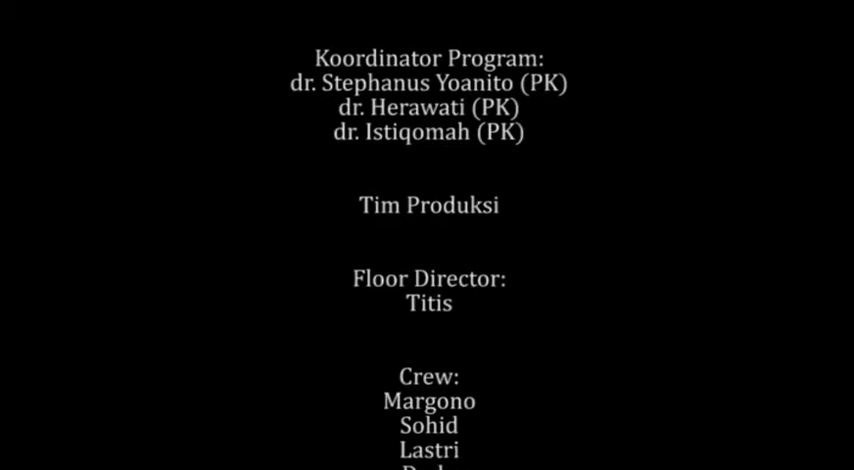 Koordinator Program:
dr. Stephanus Yoanito (PK)
dr. Herawati (PK)
dr. Istiqomah (PK)
Tim Produksi
Floor Director:
Titis
Crew:
Margono
Sohid
Lastri